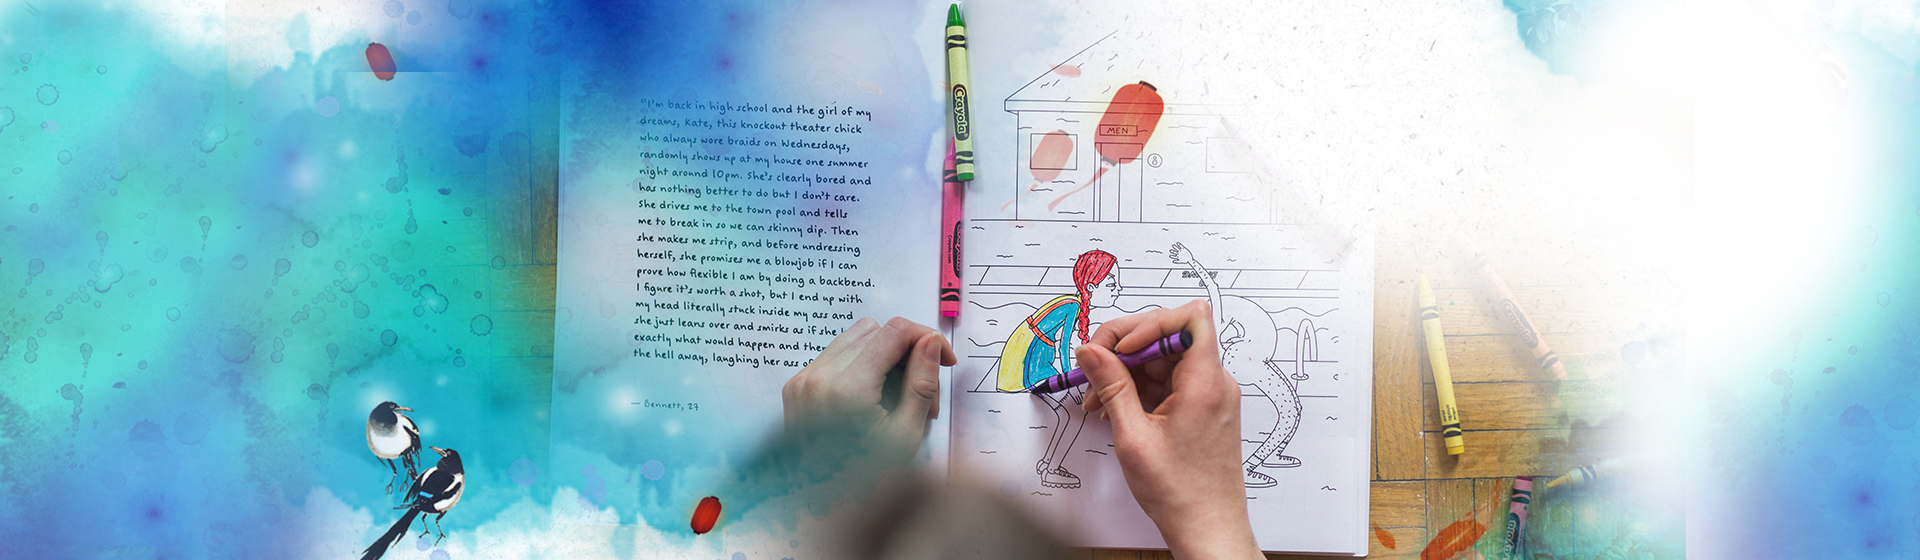 "I'm back in high school and the girl of my
dreams, Kate, this knockout theater chick
who always wore braids on Wednesdays,
randomly shows up at my house one summer
night around 10pm. She's clearly bored and
has nothing better to do but I don't care.
She drives me to the town pool and tells
me to break in so we can skinny dip. Then
she makes me strip, and before undressing
herself, she promises me a blowjob if I can
prove how flexible I am by doing a backbend.
I figure it's worth a shot, but I end up with
my head literally stuck inside my ass and
she just leans over and smirks as if she
exactly what would happen and then
the hell away, laughing her ass
— Bennett, 27
Crayola
MEN
8